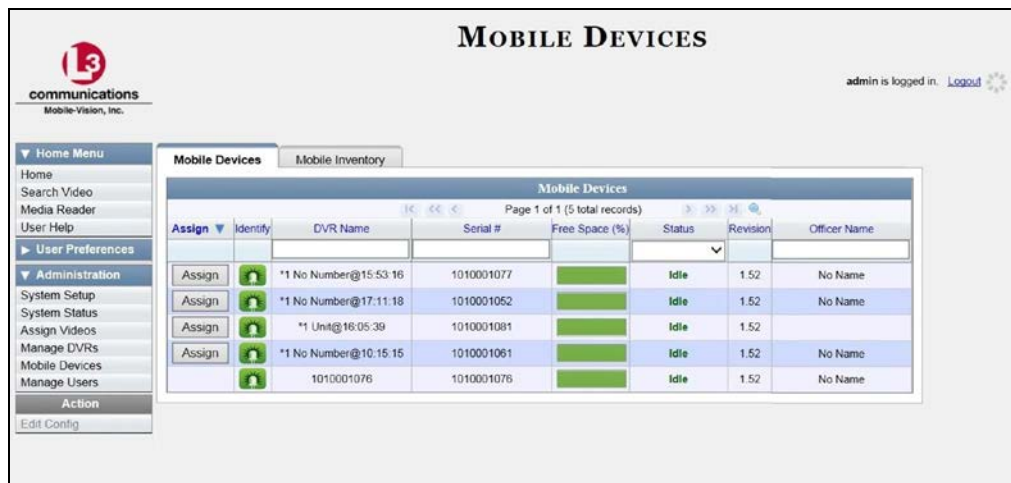 MOBILE DEVICES
L3
communications
Mobile-Vision, Inc.
admin is logged in. Logout
▼ Home Menu
Home
Search Video
Media Reader
User Help
► User Preferences
▼ Administration
System Setup
System Status
Assign Videos
Manage DVRs
Mobile Devices
Manage Users
Action
Edit Config
Mobile Devices Mobile Inventory
Mobile Devices
Page 1 of 1 (5 total records)
Assign ▼ Identify DVR Name Serial # Free Space (%) Status Revision Officer Name
Assign *1 No Number@15:53:16 1010001077 Idle 1.52 No Name
Assign *1 No Number@17:11:18 1010001052 Idle 1.52 No Name
Assign *1 Unit@16:05:39 1010001081 Idle 1.52
Assign *1 No Number@10:15:15 1010001061 Idle 1.52 No Name
1010001076 1010001076 Idle 1.52 No Name